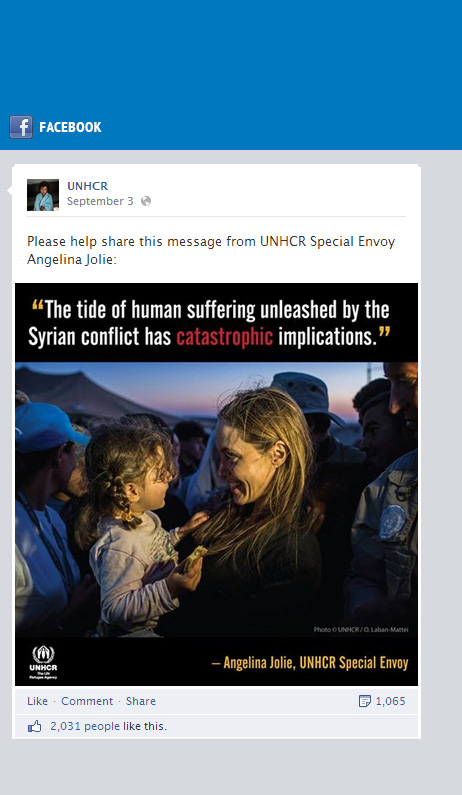 f FACEBOOK
UNHCR
September 3
Please help share this message from UNHCR Special Envoy
Angelina Jolie:
“The tide of human suffering unleashed by the
Syrian conflict has catastrophic implications.”
Photo © UNHCR / O. Laban-Mattei
UNHCR
The UN
Refugee Agency
– Angelina Jolie, UNHCR Special Envoy
Like · Comment · Share 1,065
2,031 people like this.